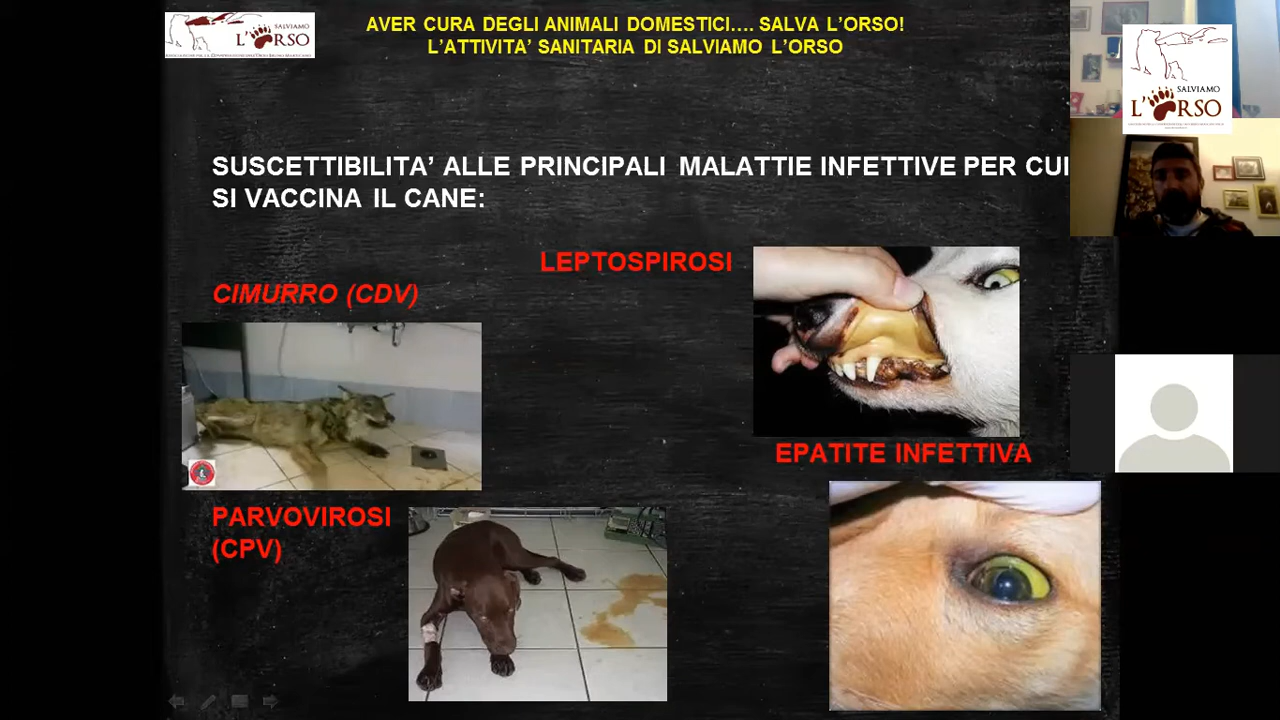 SALVIAMO
L'ORSO
AVER CURA DEGLI ANIMALI DOMESTICI…. SALVA L'ORSO!
L'ATTIVITA' SANITARIA DI SALVIAMO L'ORSO
SALVIAMO
L'ORSO
SUSCETTIBILITA' ALLE PRINCIPALI MALATTIE INFETTIVE PER CUI
SI VACCINA IL CANE:
LEPTOSPIROSI
CIMURRO (CDV)
EPATITE INFETTIVA
PARVOVIROSI
(CPV)